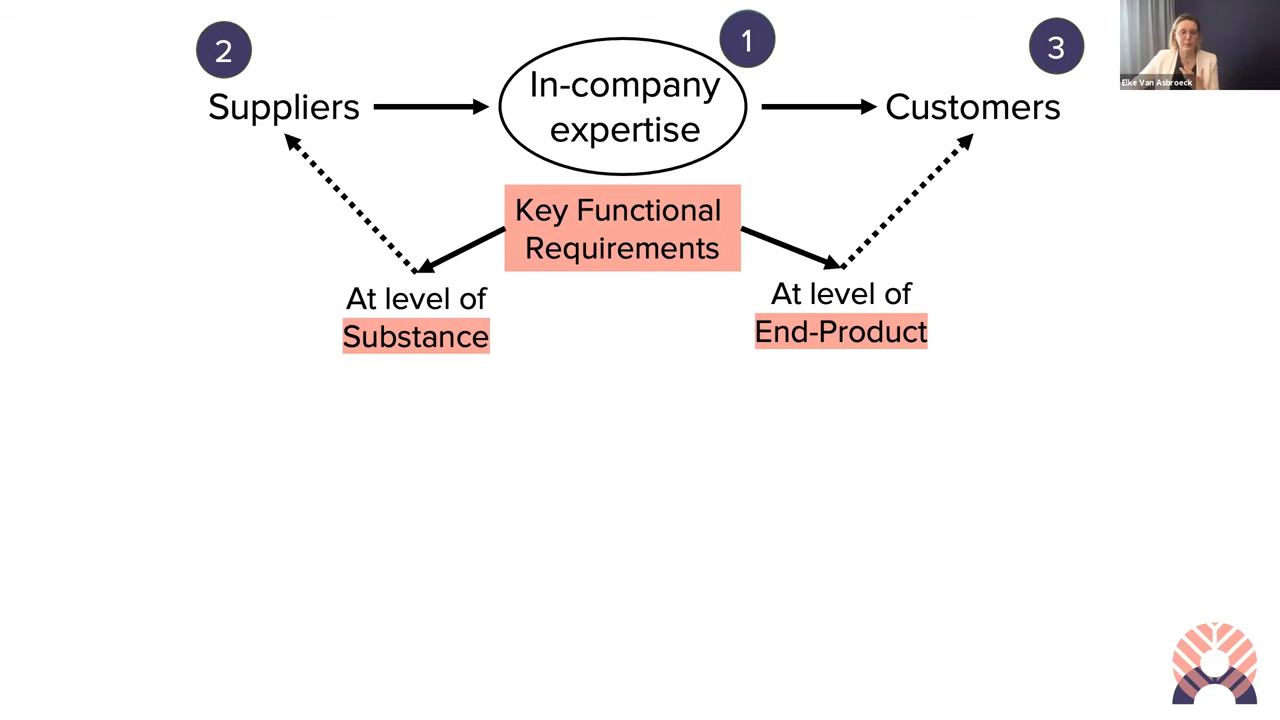 2
1
3
Suppliers
In-company
expertise
Customers
Elke Van Asbroeck
Key Functional
Requirements
At level of
Substance
At level of
End-Product